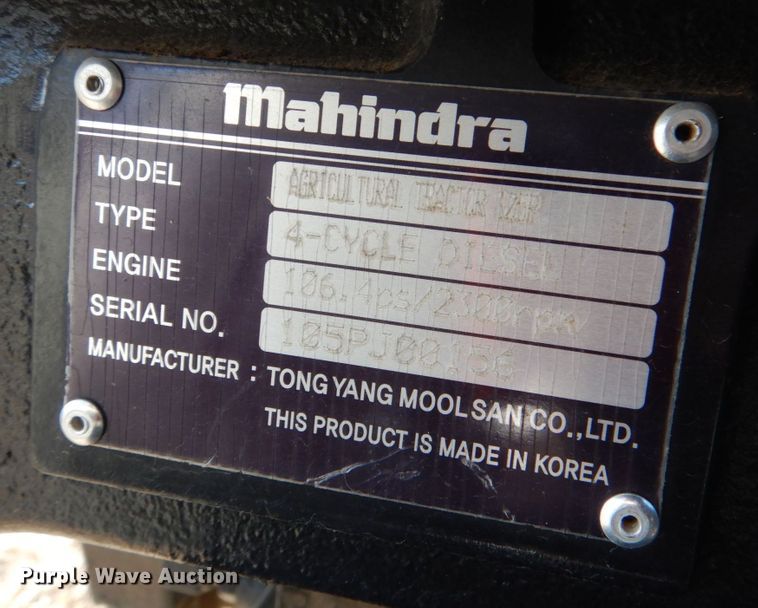 Mahindra
MODEL AGRICULTURAL TRACTOR
TYPE 4-CYCLE DIESEL
ENGINE 106.4ps/2300rpm
SERIAL NO. 105PJ00156
MANUFACTURER : TONG YANG MOOLSAN CO.,LTD.
THIS PRODUCT IS MADE IN KOREA
Purple Wave Auction